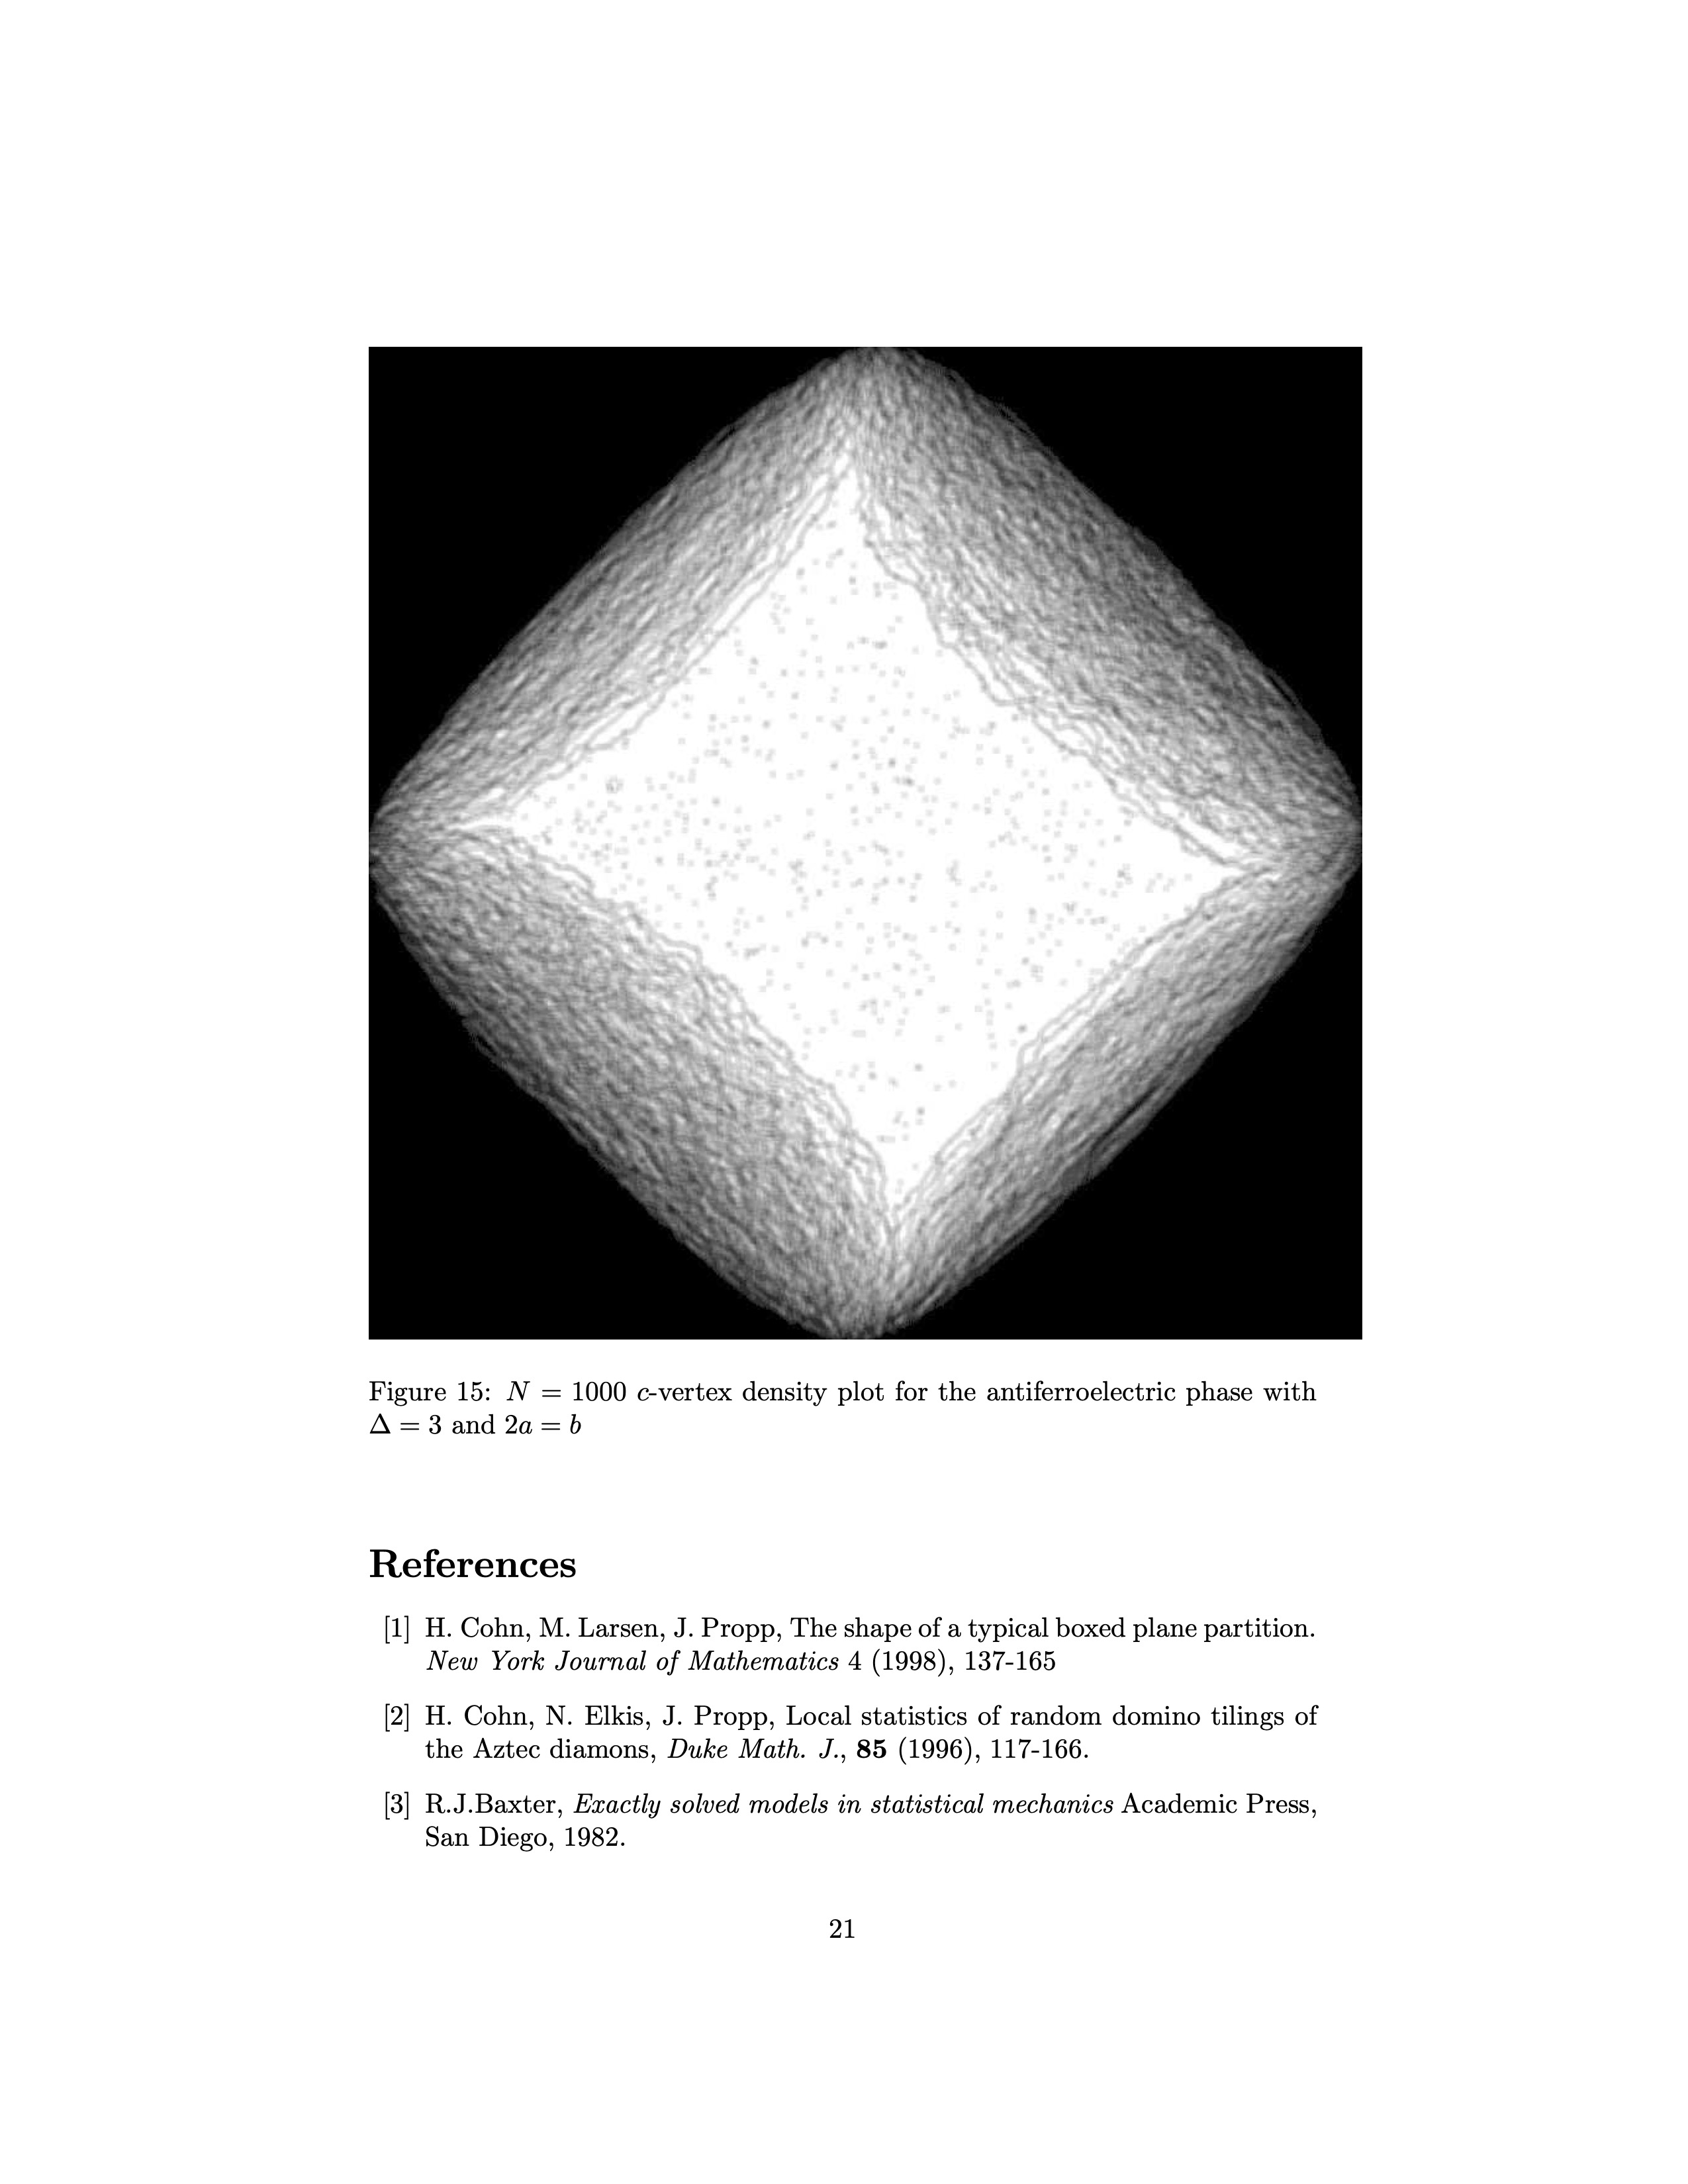 Figure 15: N = 1000 c-vertex density plot for the antiferroelectric phase with
Δ = 3 and 2a = b
References
[1] H. Cohn, M. Larsen, J. Propp, The shape of a typical boxed plane partition.
New York Journal of Mathematics 4 (1998), 137-165
[2] H. Cohn, N. Elkis, J. Propp, Local statistics of random domino tilings of
the Aztec diamons, Duke Math. J., 85 (1996), 117-166.
[3] R.J.Baxter, Exactly solved models in statistical mechanics Academic Press,
San Diego, 1982.
21